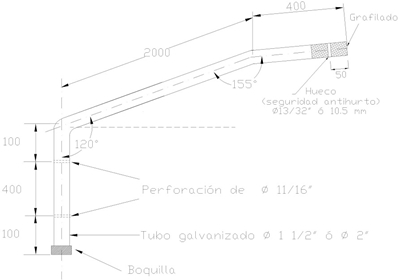 400
Grafilado
2000
155°
50
Hueco
(seguridad antihurto)
Ø13/32" ó 10.5 mm
100
120°
400
Perforación de Ø 11/16"
100
Tubo galvanizado Ø 1 1/2" ó Ø 2"
Boquilla